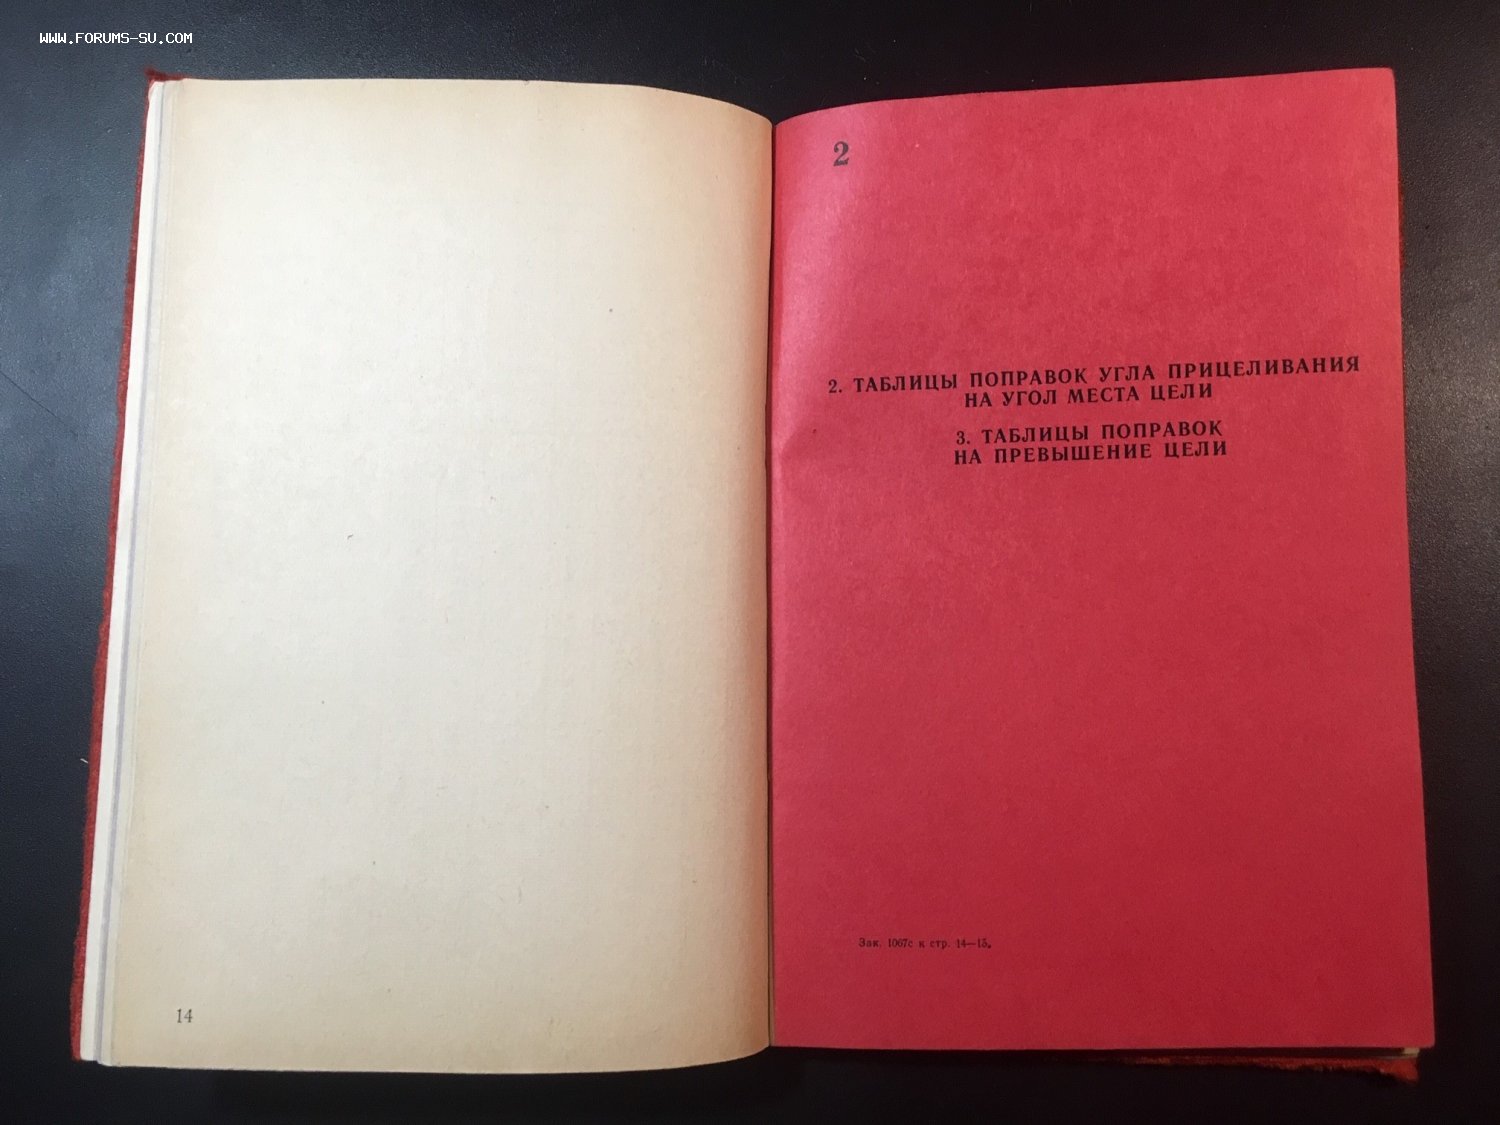 WWW.FORUMS-SU.COM
14
2
2. ТАБЛИЦЫ ПОПРАВОК УГЛА ПРИЦЕЛИВАНИЯ
НА УГОЛ МЕСТА ЦЕЛИ
3. ТАБЛИЦЫ ПОПРАВОК
НА ПРЕВЫШЕНИЕ ЦЕЛИ
Зак. 1067с к стр. 14—15.